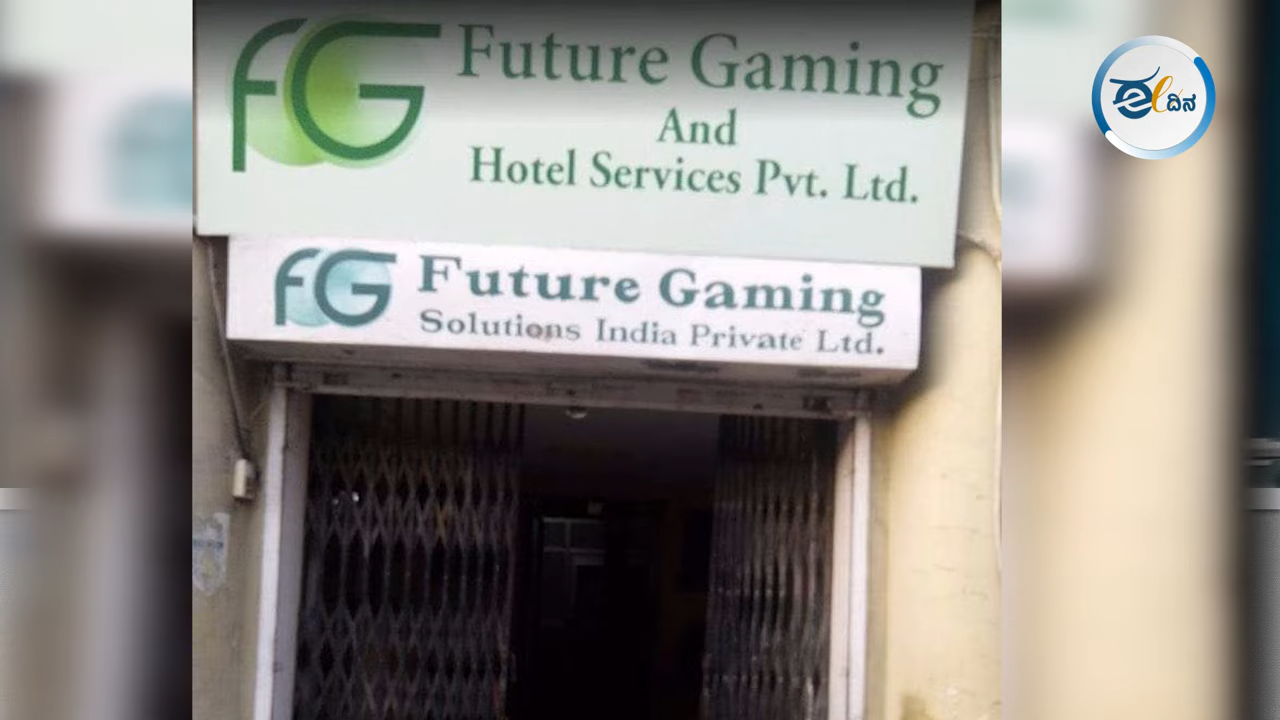 FG
Future Gaming
And
Hotel Services Pvt. Ltd.
FG
Future Gaming
Solutions India Private Ltd.
ಈ ದಿನ